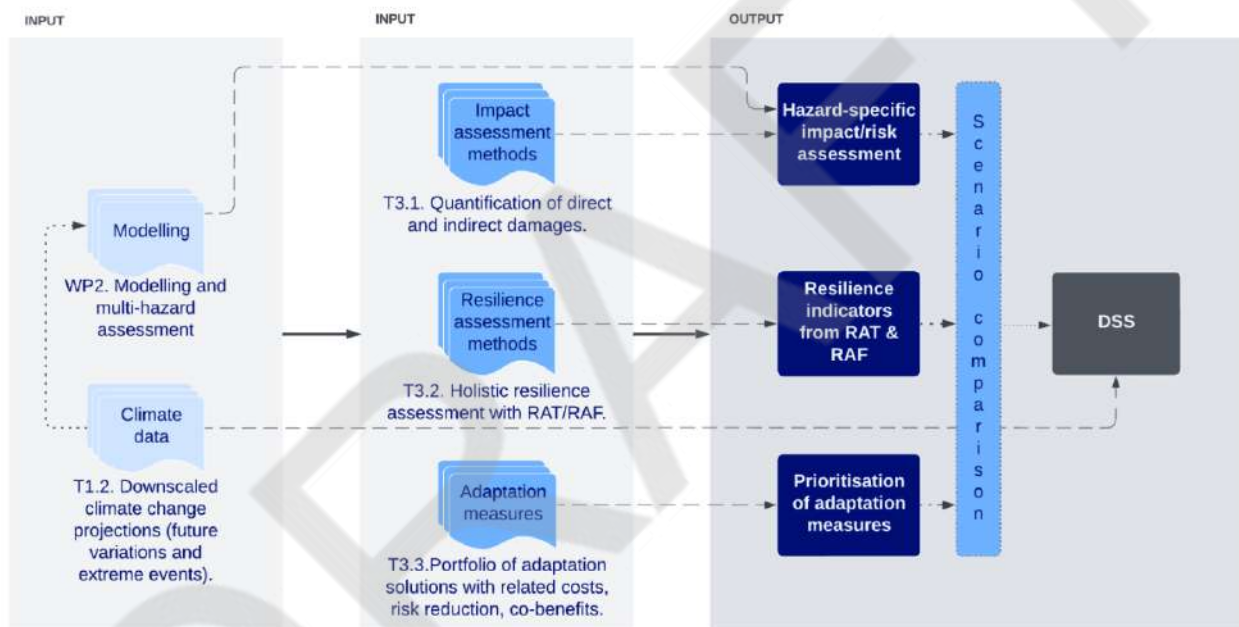 INPUT
INPUT
OUTPUT
Modelling
WP2. Modelling and
multi-hazard
assessment
Climate
data
T1.2. Downscaled
climate change
projections (future
variations and
extreme events).
Impact
assessment
methods
T3.1. Quantification of direct
and indirect damages.
Resilience
assessment
methods
T3.2. Holistic resilience
assessment with RAT/RAF.
Adaptation
measures
T3.3.Portfolio of adaptation
solutions with related costs,
risk reduction, co-benefits.
Hazard-specific
impact/risk
assessment
Resilience
indicators
from RAT &
RAF
Prioritisation
of adaptation
measures
Scenario comparison
DSS
DRAFT